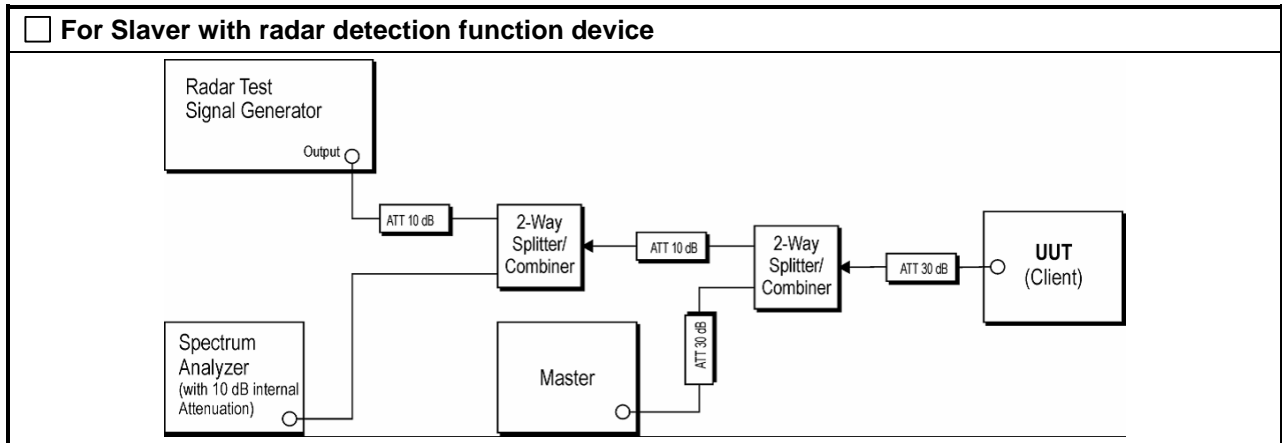 ☐ For Slaver with radar detection function device
Radar Test
Signal Generator
Output
ATT 10 dB
2-Way
Splitter/
Combiner
ATT 10 dB
2-Way
Splitter/
Combiner
ATT 30 dB
UUT
(Client)
Spectrum
Analyzer
(with 10 dB internal
Attenuation)
Master
ATT 30 dB